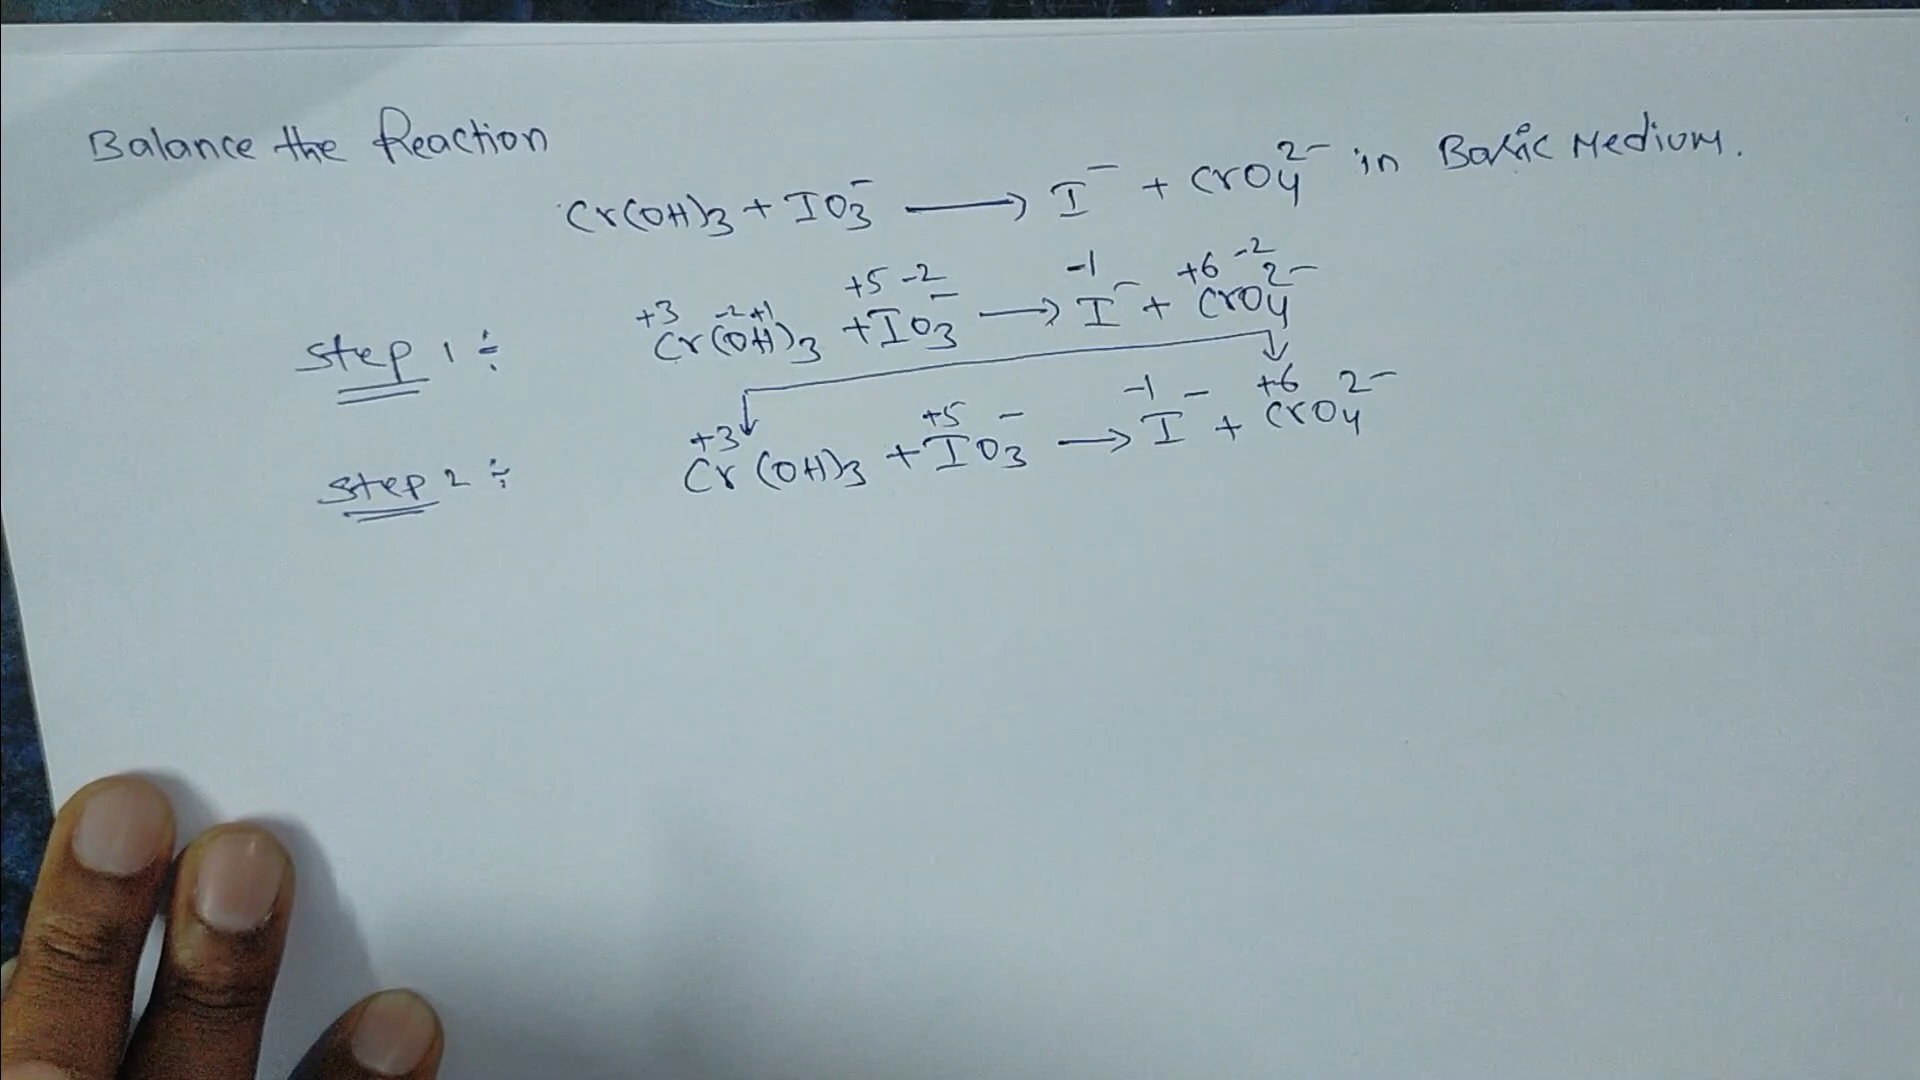 Balance the Reaction
Cr(OH)3 + IO3⁻ ⟶ I⁻ + CrO4²⁻ in Basic Medium.
+3 -2 +1 +5 -2 -1 +6 -2
Step 1 ÷ Cr(OH)3 + IO3⁻ ⟶ I⁻ + CrO4²⁻
+3 +5 -1 +6
Step 2 ÷ Cr(OH)3 + IO3⁻ ⟶ I⁻ + CrO4²⁻